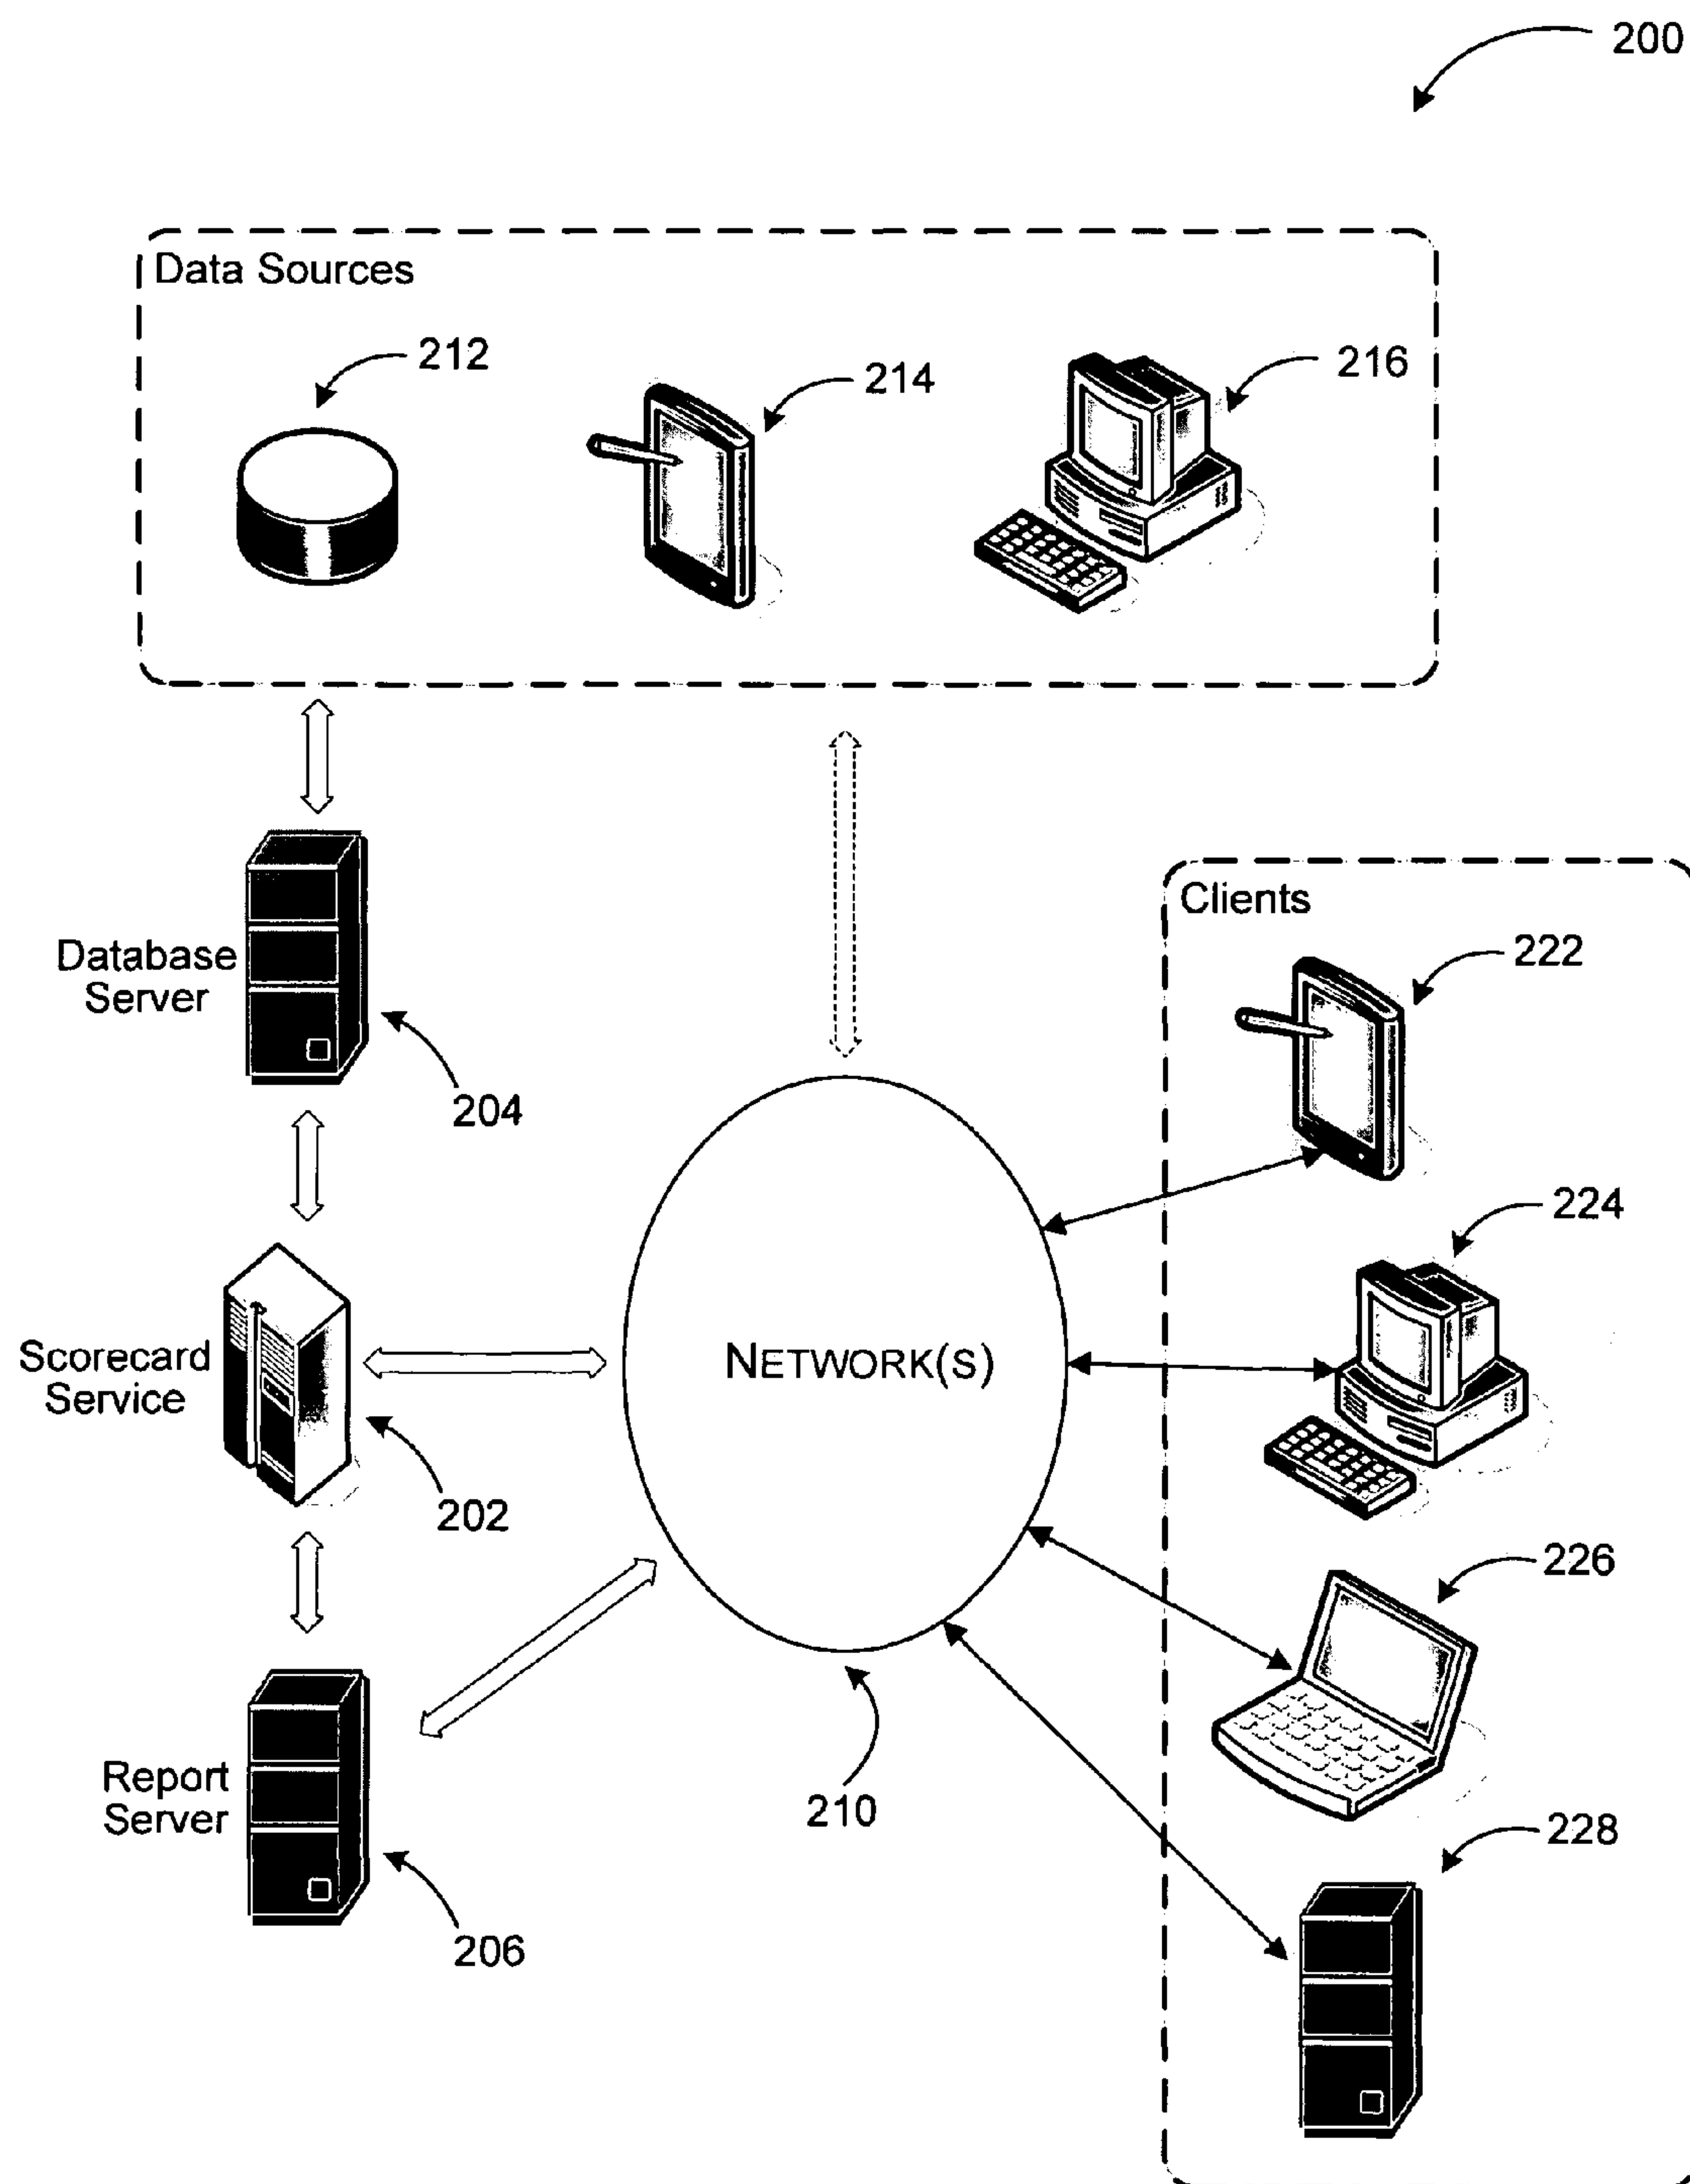 200
Data Sources
212
214
216
Database
Server
204
Clients
222
224
Scorecard
Service
202
NETWORK(S)
226
Report
Server
206
210
228